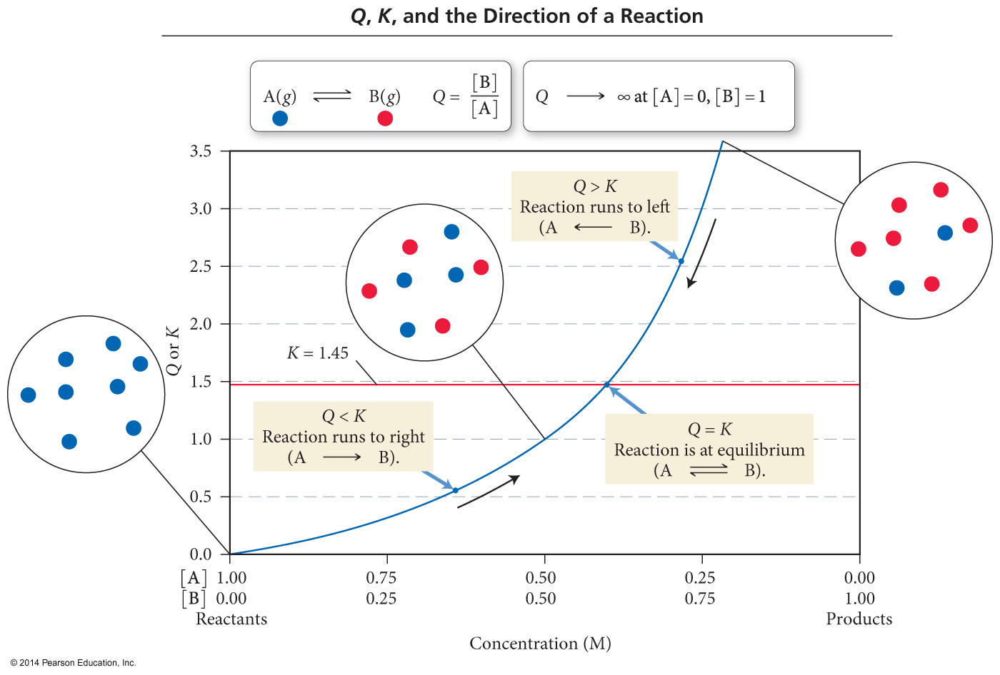 Q, K, and the Direction of a Reaction
A(g) ⇌ B(g) Q = [B]/[A]
Q → ∞ at [A] = 0, [B] = 1
3.5
3.0
2.5
2.0
1.5
1.0
0.5
0.0
Q or K
Q > K
Reaction runs to left
(A ← B).
K = 1.45
Q < K
Reaction runs to right
(A → B).
Q = K
Reaction is at equilibrium
(A ⇌ B).
[A] 1.00 0.75 0.50 0.25 0.00
[B] 0.00 0.25 0.50 0.75 1.00
Reactants Products
Concentration (M)
© 2014 Pearson Education, Inc.